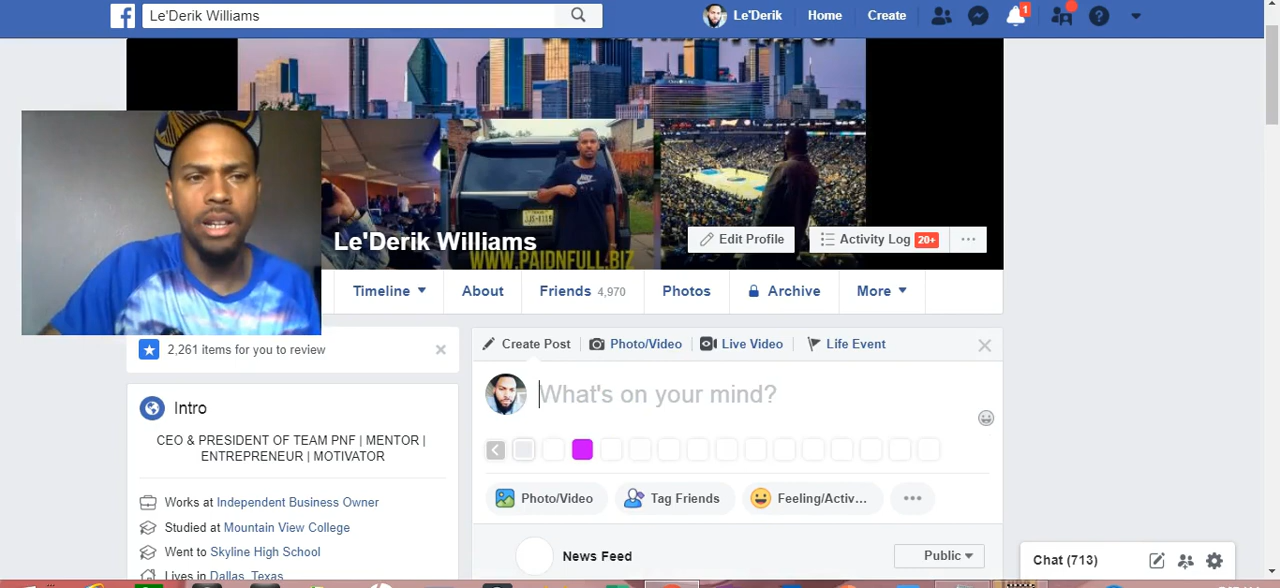 f
Le'Derik Williams
Le'Derik
Home
Create
1
Le'Derik Williams
WWW.PAIDNFULL.BIZ
Edit Profile
Activity Log 20+
Timeline
About
Friends 4,970
Photos
Archive
More
2,261 items for you to review
Create Post
Photo/Video
Live Video
Life Event
What's on your mind?
Intro
CEO & PRESIDENT OF TEAM PNF | MENTOR |
ENTREPRENEUR | MOTIVATOR
Works at Independent Business Owner
Studied at Mountain View College
Went to Skyline High School
Lives in Dallas, Texas
Photo/Video
Tag Friends
Feeling/Activ...
News Feed
Public
Chat (713)